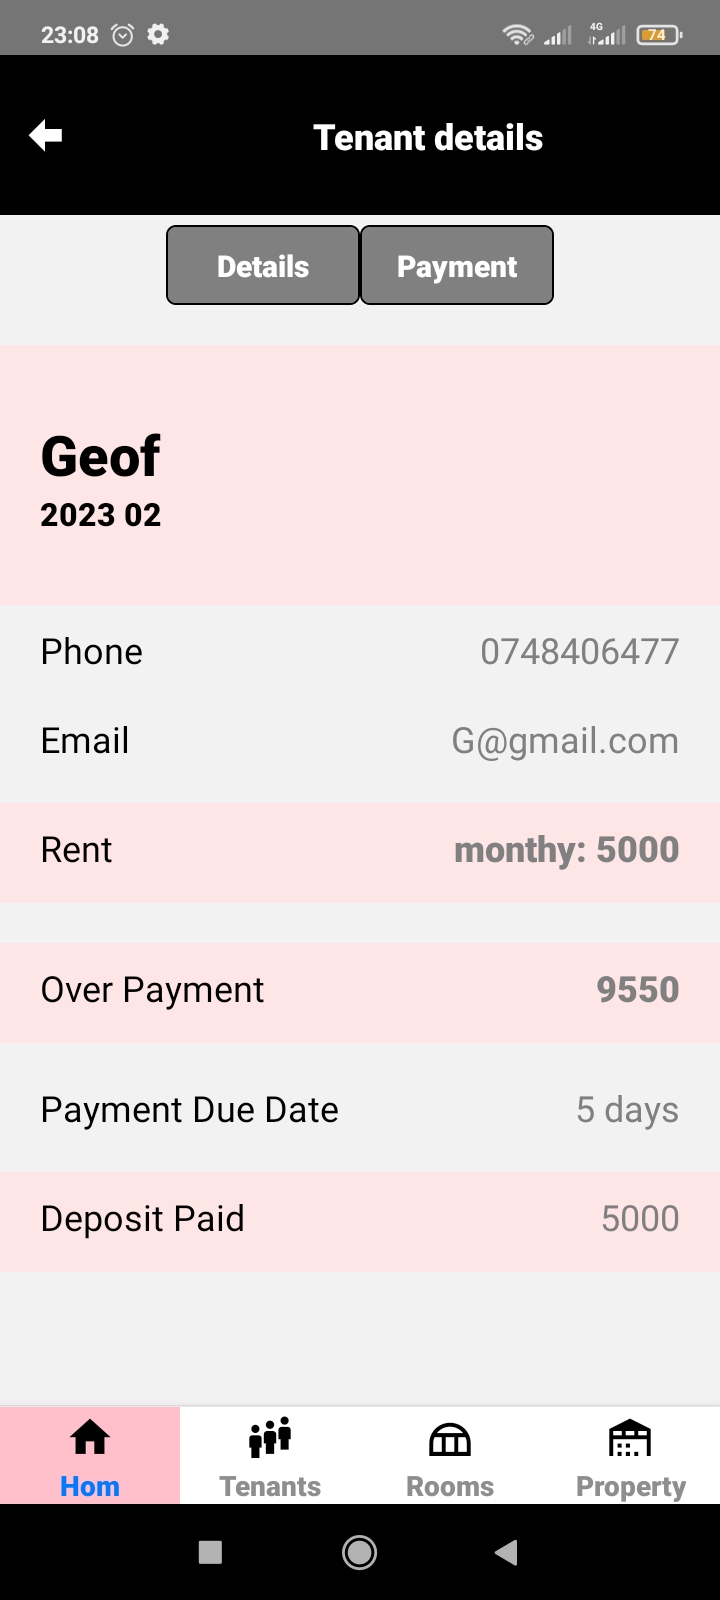 23:08 4G 74
Tenant details
Details Payment
Geof
2023 02
Phone 0748406477
Email G@gmail.com
Rent monthy: 5000
Over Payment 9550
Payment Due Date 5 days
Deposit Paid 5000
Hom Tenants Rooms Property